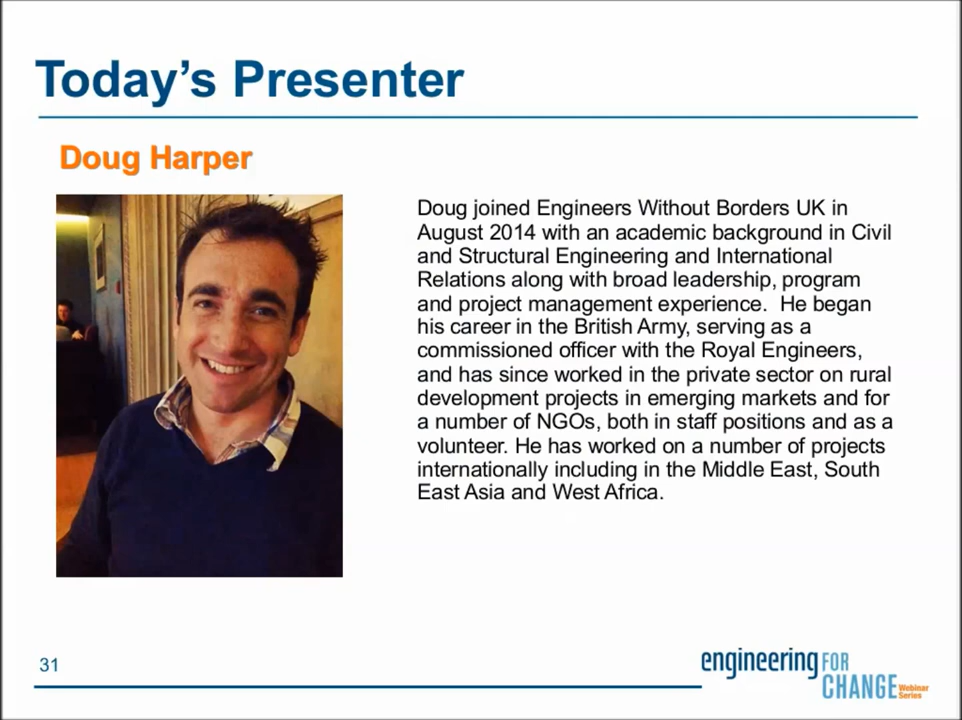 Today's Presenter
Doug Harper
Doug joined Engineers Without Borders UK in
August 2014 with an academic background in Civil
and Structural Engineering and International
Relations along with broad leadership, program
and project management experience.  He began
his career in the British Army, serving as a
commissioned officer with the Royal Engineers,
and has since worked in the private sector on rural
development projects in emerging markets and for
a number of NGOs, both in staff positions and as a
volunteer. He has worked on a number of projects
internationally including in the Middle East, South
East Asia and West Africa.
31
engineering FOR
CHANGE Webinar
Series